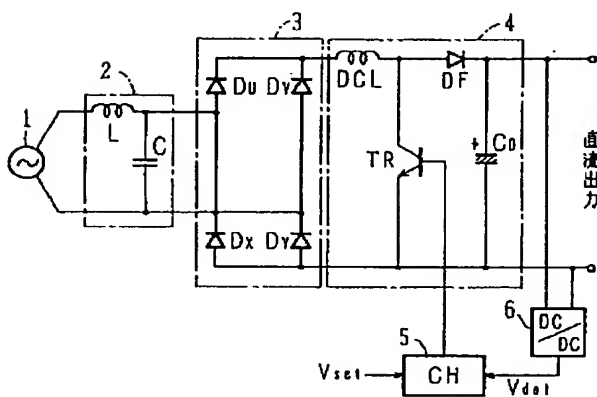 1
2
L
C
3
Du
Dv
Dx
Dy
4
DCL
DF
TR
+
CD
直流出力
5
CH
6
DC
DC
Vset
Vdet